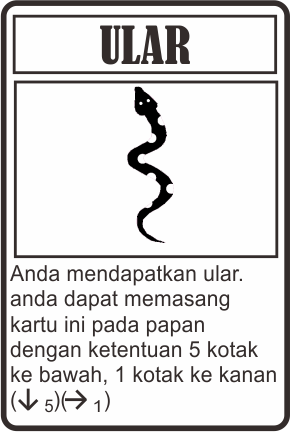 ULAR
Anda mendapatkan ular.
anda dapat memasang
kartu ini pada papan
dengan ketentuan 5 kotak
ke bawah, 1 kotak ke kanan
(↓ 5)(→ 1)